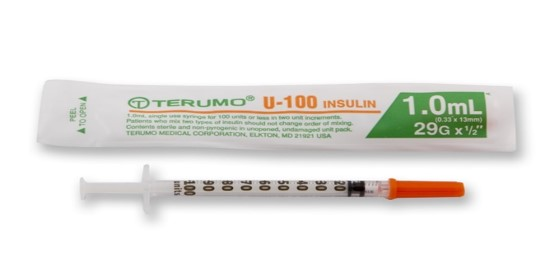 PEEL
▲ TO OPEN ▲
T TERUMO® U-100 INSULIN
1.0mL, single use syringe for 100 units or less in two unit increments.
Patients who mix two types of insulin should not change order of mixing.
Contents sterile and non-pyrogenic in unopened, undamaged unit pack.
TERUMO MEDICAL CORPORATION, ELKTON, MD 21921 USA
1.0mL
(0.33 x 13mm)
29G x 1/2"
units 100 90 80 70 60 50 40 30 20